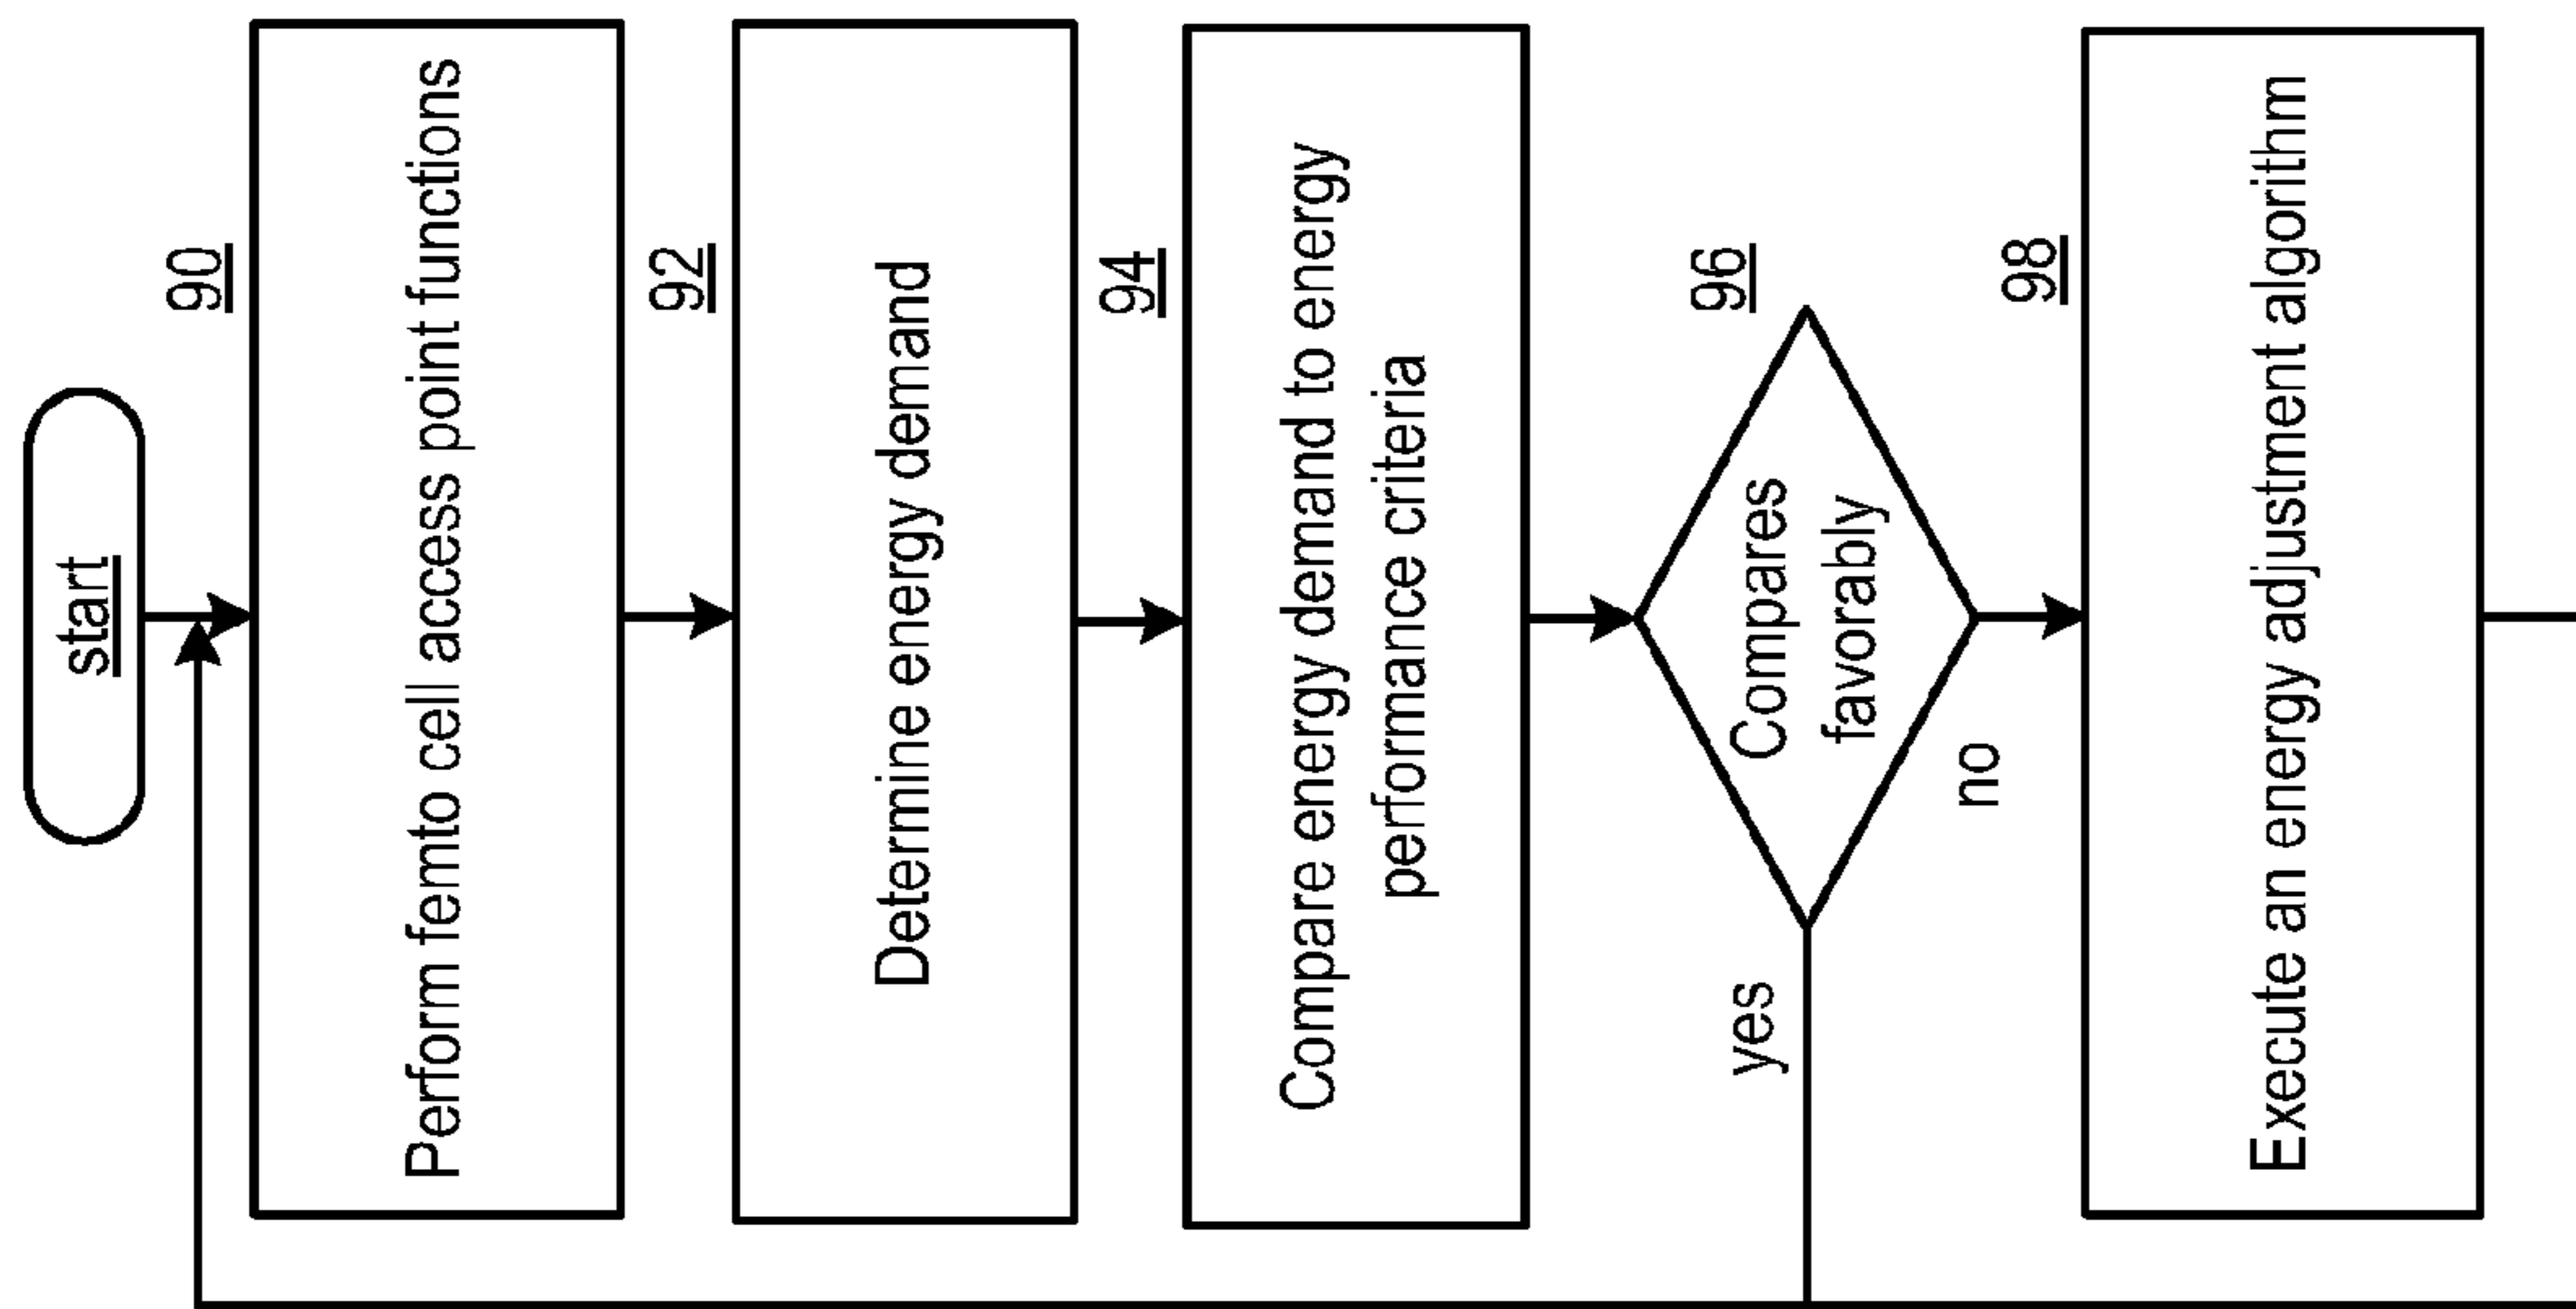 start
90
Perform femto cell access point functions
92
Determine energy demand
94
Compare energy demand to energy
performance criteria
96
Compares
favorably
yes
no
98
Execute an energy adjustment algorithm